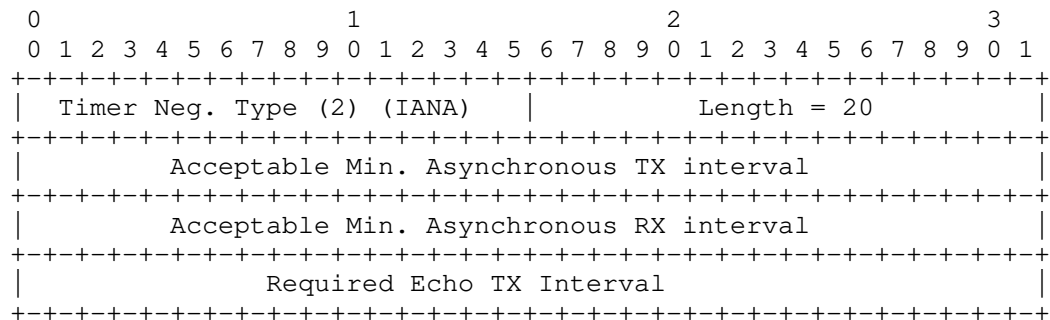 0                   1                   2                   3
0 1 2 3 4 5 6 7 8 9 0 1 2 3 4 5 6 7 8 9 0 1 2 3 4 5 6 7 8 9 0 1
+-+-+-+-+-+-+-+-+-+-+-+-+-+-+-+-+-+-+-+-+-+-+-+-+-+-+-+-+-+-+-+-+
|  Timer Neg. Type (2) (IANA)   |          Length = 20          |
+-+-+-+-+-+-+-+-+-+-+-+-+-+-+-+-+-+-+-+-+-+-+-+-+-+-+-+-+-+-+-+-+
|         Acceptable Min. Asynchronous TX interval              |
+-+-+-+-+-+-+-+-+-+-+-+-+-+-+-+-+-+-+-+-+-+-+-+-+-+-+-+-+-+-+-+-+
|         Acceptable Min. Asynchronous RX interval              |
+-+-+-+-+-+-+-+-+-+-+-+-+-+-+-+-+-+-+-+-+-+-+-+-+-+-+-+-+-+-+-+-+
|               Required Echo TX Interval                       |
+-+-+-+-+-+-+-+-+-+-+-+-+-+-+-+-+-+-+-+-+-+-+-+-+-+-+-+-+-+-+-+-+